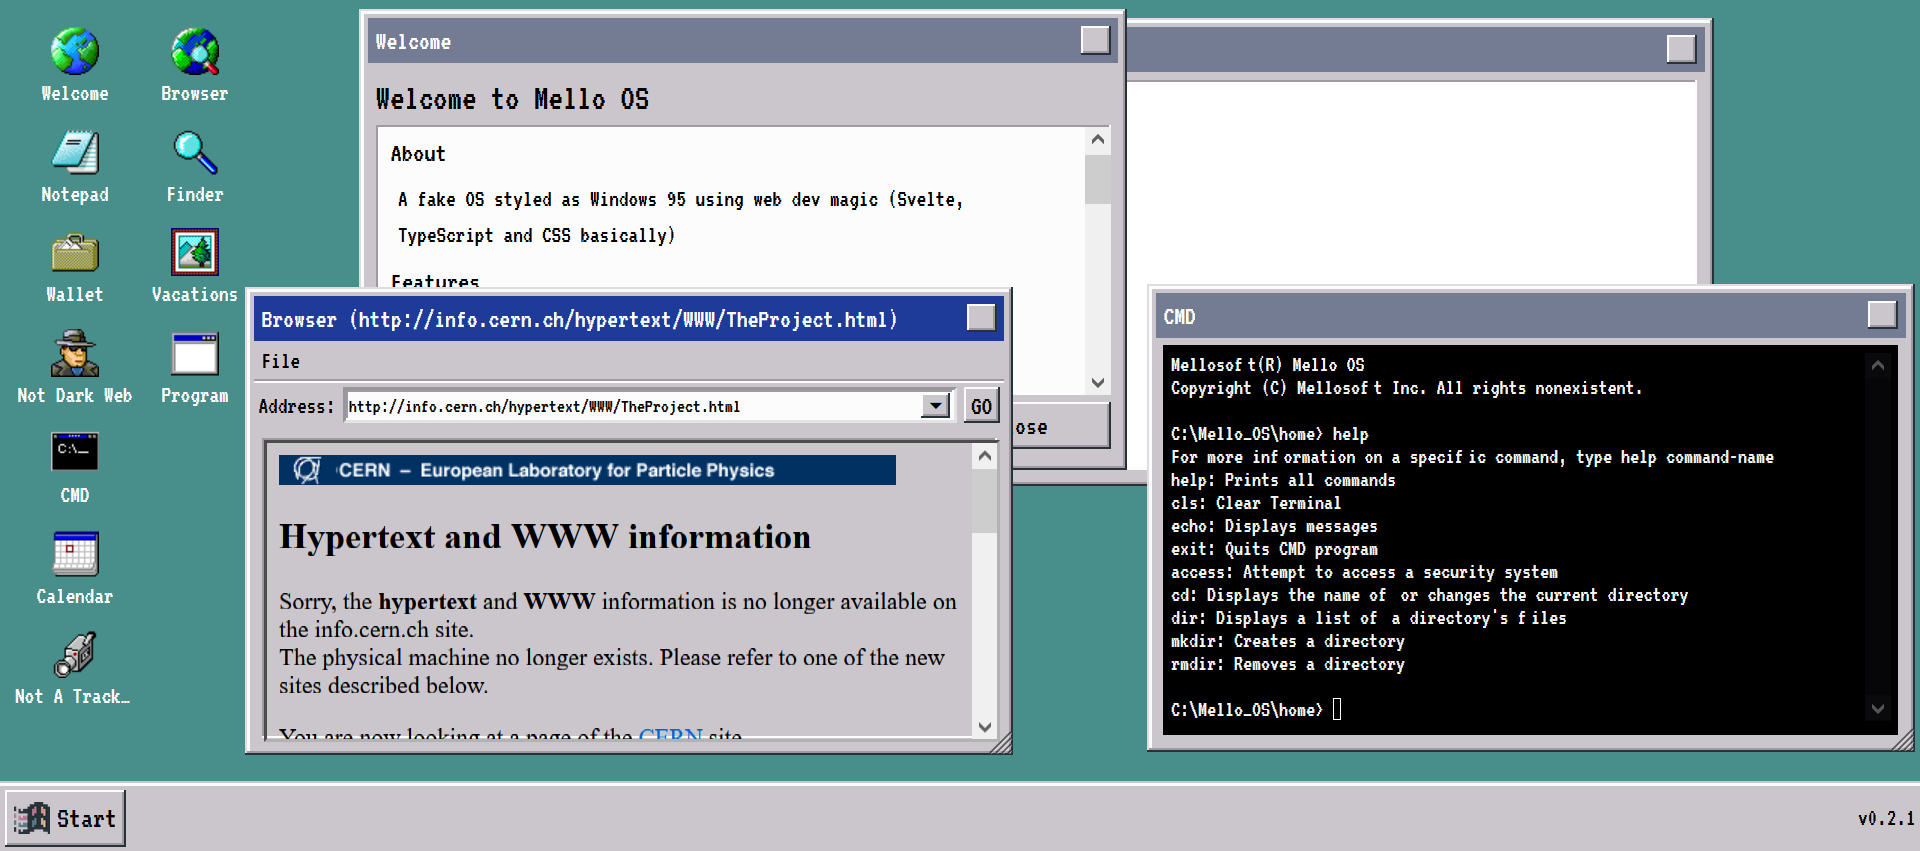 Welcome
Browser
Notepad
Finder
Wallet
Vacations
Not Dark Web
Program
C:\_
CMD
Calendar
Not A Track…
Welcome
Welcome to Mello OS
About
A fake OS styled as Windows 95 using web dev magic (Svelte,
TypeScript and CSS basically)
Features
ose
Browser (http://info.cern.ch/hypertext/WWW/TheProject.html)
File
Address: http://info.cern.ch/hypertext/WWW/TheProject.html GO
CERN – European Laboratory for Particle Physics
Hypertext and WWW information
Sorry, the hypertext and WWW information is no longer available on
the info.cern.ch site.
The physical machine no longer exists. Please refer to one of the new
sites described below.
You are now looking at a page of the CERN site
CMD
Mellosoft(R) Mello OS
Copyright (C) Mellosoft Inc. All rights nonexistent.
C:\Mello_OS\home> help
For more information on a specific command, type help command-name
help: Prints all commands
cls: Clear Terminal
echo: Displays messages
exit: Quits CMD program
access: Attempt to access a security system
cd: Displays the name of or changes the current directory
dir: Displays a list of a directory's files
mkdir: Creates a directory
rmdir: Removes a directory
C:\Mello_OS\home>
Start
v0.2.1